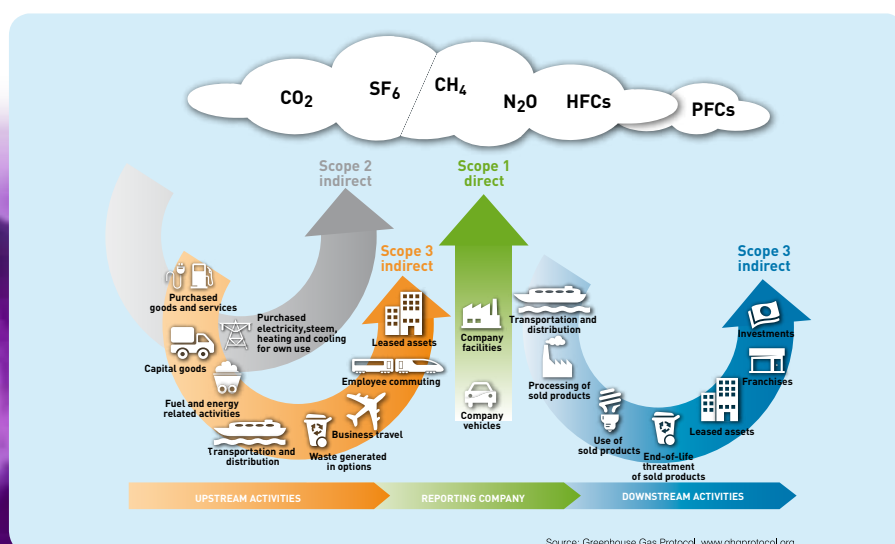 CO2
SF6
CH4
N2O
HFCs
PFCs
Scope 2
indirect
Scope 1
direct
Scope 3
indirect
Scope 3
indirect
Purchased
goods and services
Purchased
electricity,steem,
heating and cooling
for own use
Capital goods
Fuel and energy
related activities
Transportation and
distribution
Waste generated
in options
Business travel
Employee commuting
Leased assets
Company
facilities
Company
vehicles
Transportation and
distribution
Processing of
sold products
Use of
sold products
End-of-life
threatment
of sold products
Leased assets
Franchises
Investments
UPSTREAM ACTIVITIES
REPORTING COMPANY
DOWNSTREAM ACTIVITIES
Source: Greenhouse Gas Protocol, www.ghgprotocol.org